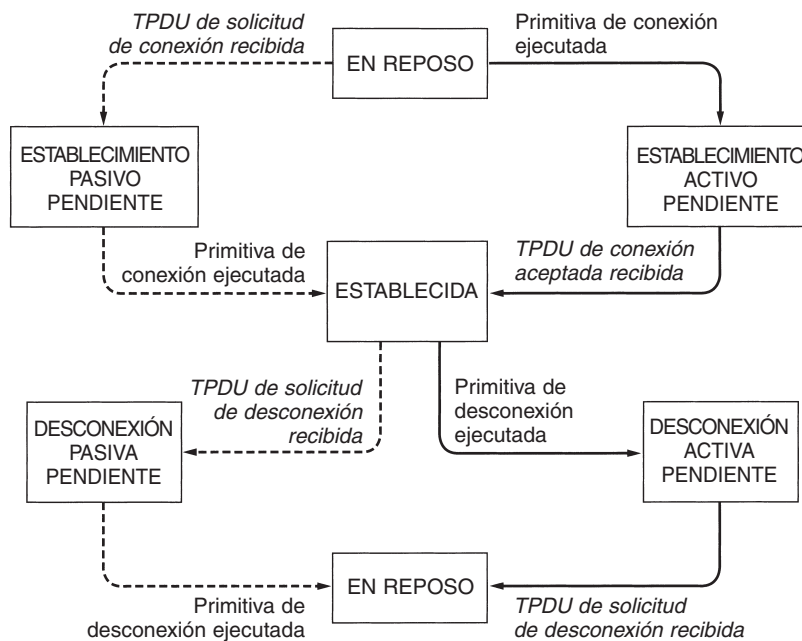 TPDU de solicitud
de conexión recibida
EN REPOSO
Primitiva de conexión
ejecutada
ESTABLECIMIENTO
PASIVO
PENDIENTE
ESTABLECIMIENTO
ACTIVO
PENDIENTE
Primitiva de
conexión ejecutada
ESTABLECIDA
TPDU de conexión
aceptada recibida
TPDU de solicitud
de desconexión
recibida
Primitiva de
desconexión
ejecutada
DESCONEXIÓN
PASIVA
PENDIENTE
DESCONEXIÓN
ACTIVA
PENDIENTE
Primitiva de
desconexión ejecutada
EN REPOSO
TPDU de solicitud
de desconexión recibida